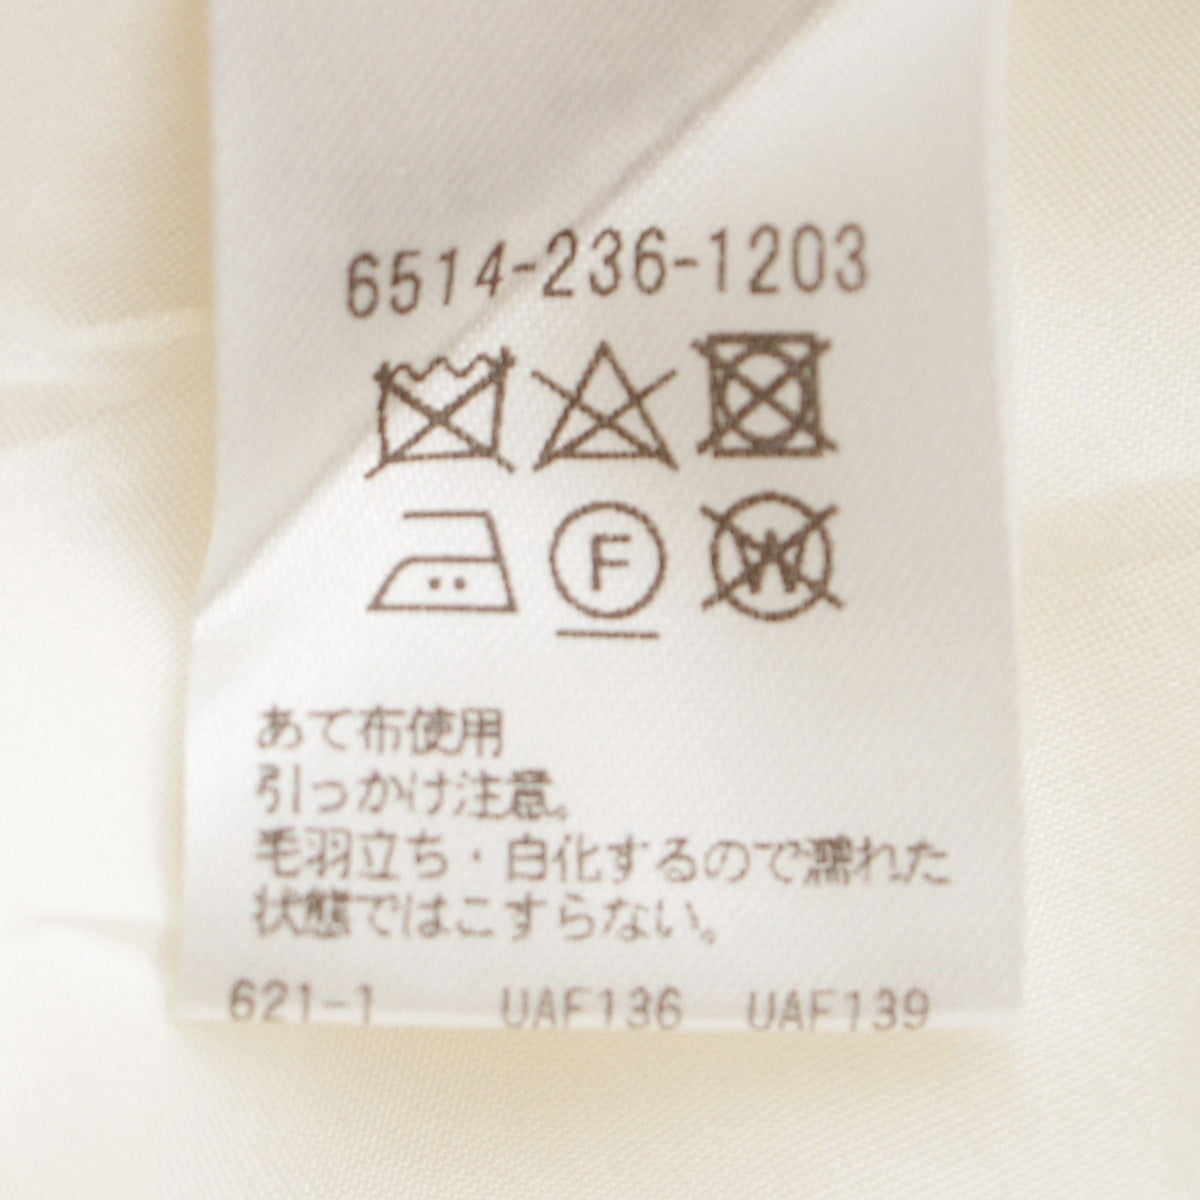 6514-236-1203
F
W
あて布使用
引っかけ注意。
毛羽立ち・白化するので濡れた
状態ではこすらない。
621-1 UAF136 UAF139